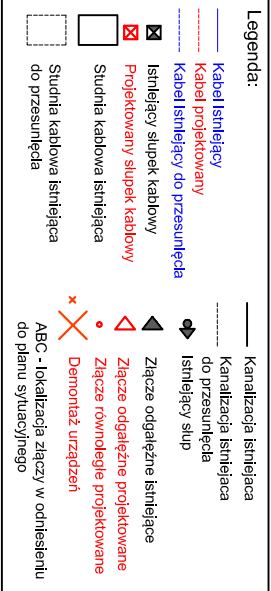 Legenda:
Kabel Istniejący
Kabel projektowany
Kabel Istniejący do przesunięcia
Istniejący słupek kablowy
Projektowany słupek kablowy
Studnia kablowa istniejąca
Studnia kablowa istniejąca
do przesunięcia
Kanalizacja istniejaca
Kanalizacja istniejaca
do przesunięcia
Istniejący słup
Złącze odgałęźne istniejące
Złącze odgałęźne projektowane
Złącze równoległe projektowane
Demontaż urządzeń
ABC - lokalizacja złączy w odniesieniu
do planu sytuacyjnego